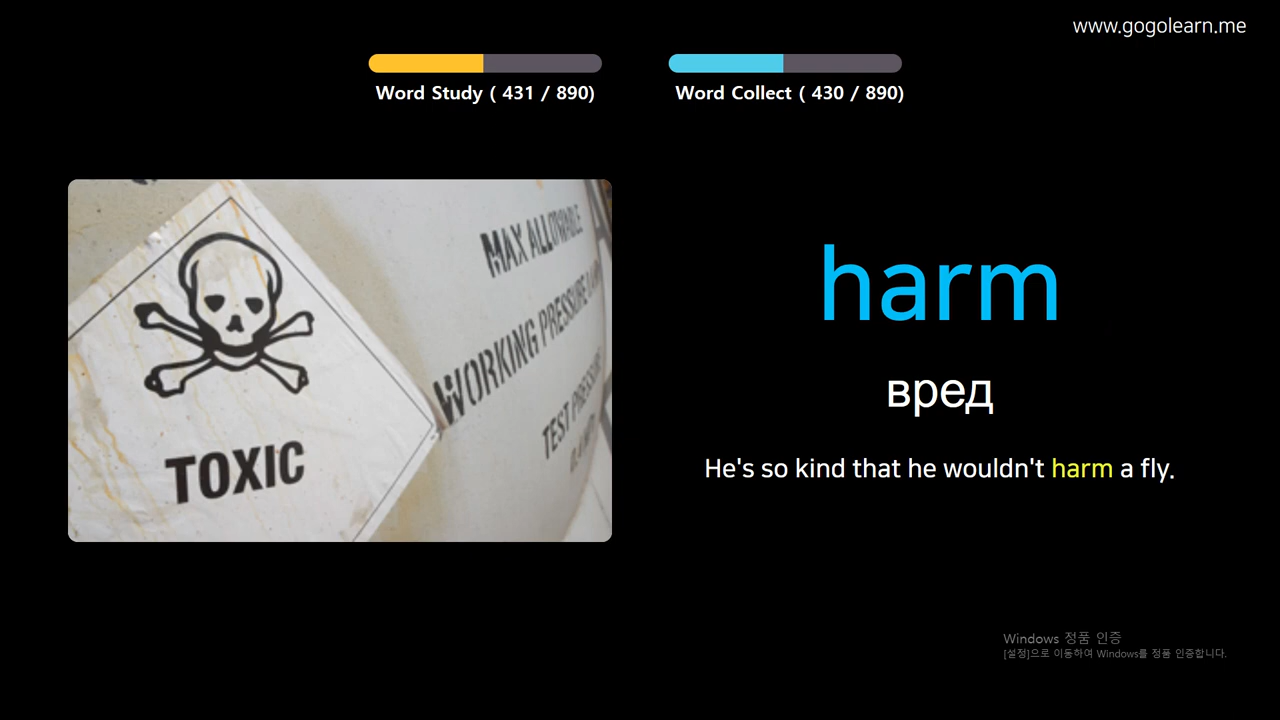 www.gogolearn.me
Word Study ( 431 / 890)
Word Collect ( 430 / 890)
MAX ALLOWABLE
WORKING PRESSURE
TEST PRESSURE
TOXIC
harm
вред
He's so kind that he wouldn't harm a fly.
Windows 정품 인증
[설정]으로 이동하여 Windows를 정품 인증합니다.